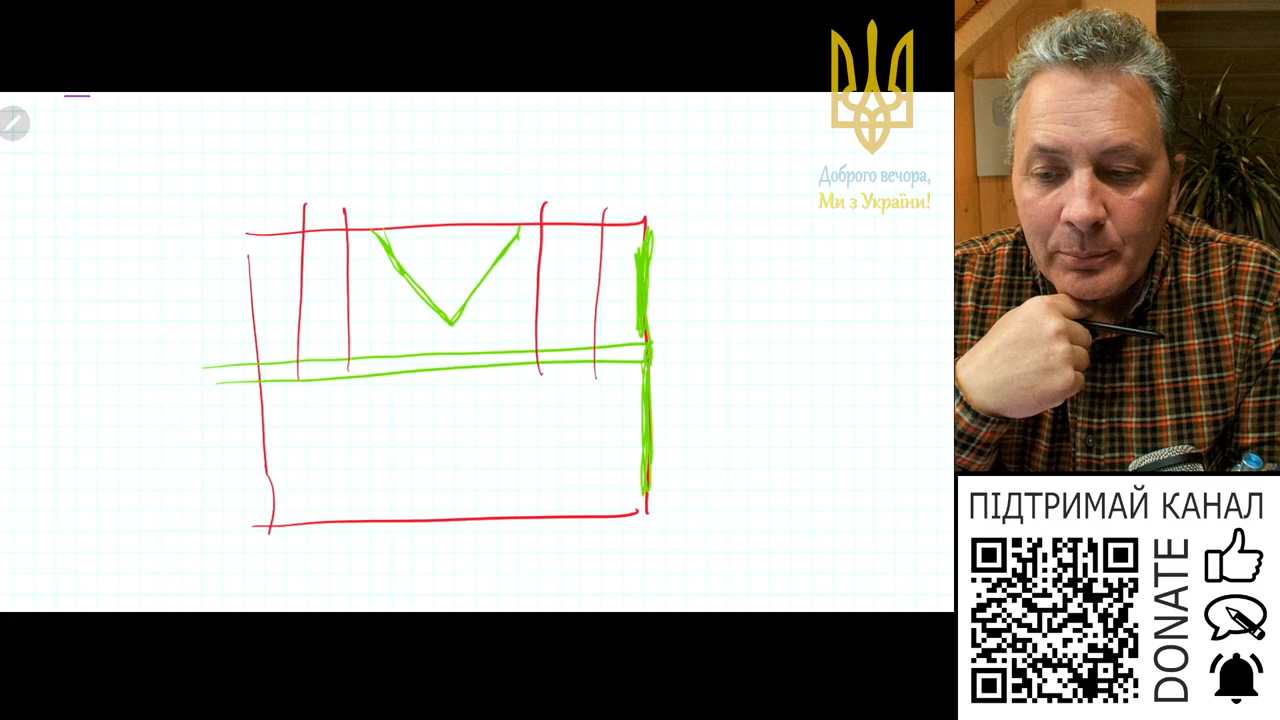 Доброго вечора,
Ми з України!
ПІДТРИМАЙ КАНАЛ
DONATE